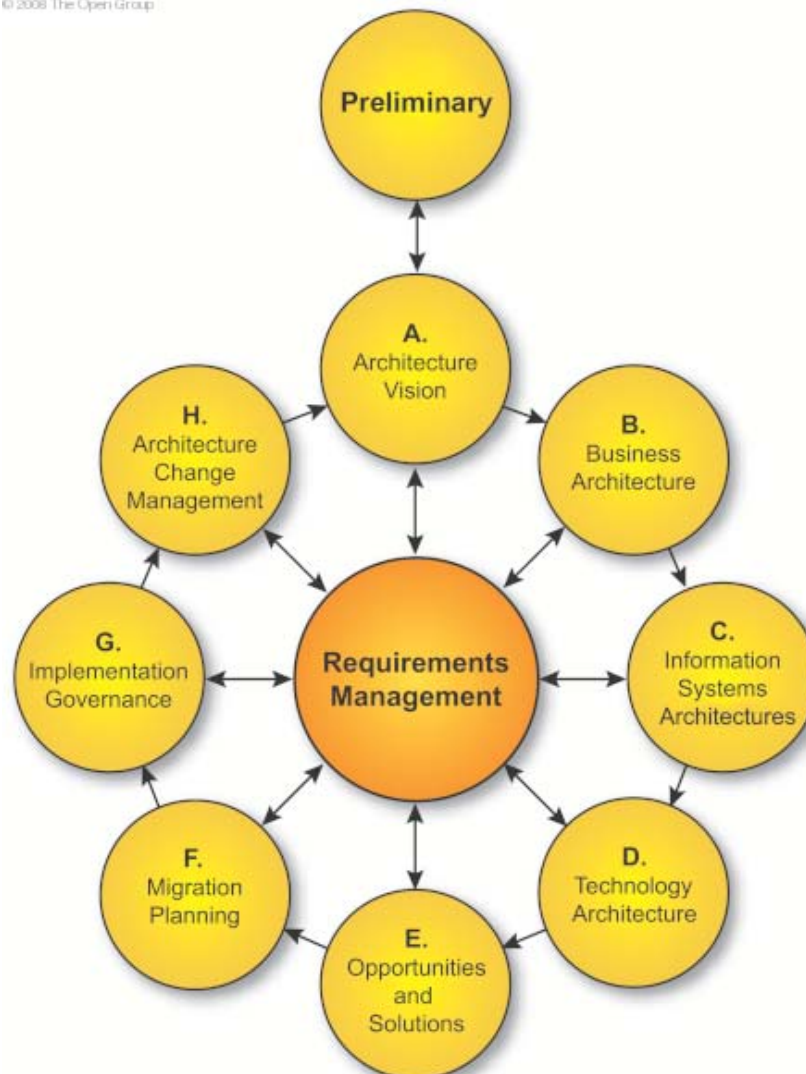 © 2008 The Open Group
Preliminary
A.
Architecture
Vision
B.
Business
Architecture
C.
Information
Systems
Architectures
D.
Technology
Architecture
E.
Opportunities
and
Solutions
F.
Migration
Planning
G.
Implementation
Governance
H.
Architecture
Change
Management
Requirements
Management